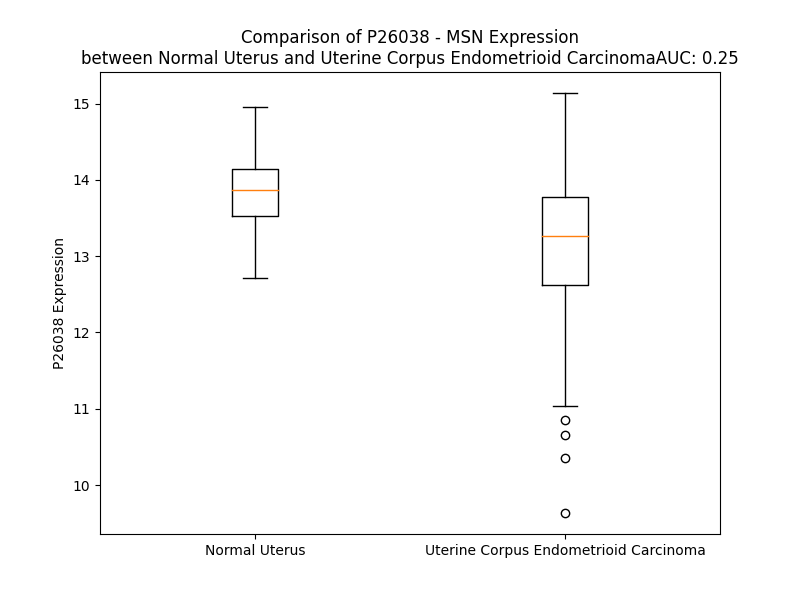 Comparison of P26038 - MSN Expression
between Normal Uterus and Uterine Corpus Endometrioid CarcinomaAUC: 0.25
15
14
13
12
11
10
P26038 Expression
Normal Uterus
Uterine Corpus Endometrioid Carcinoma